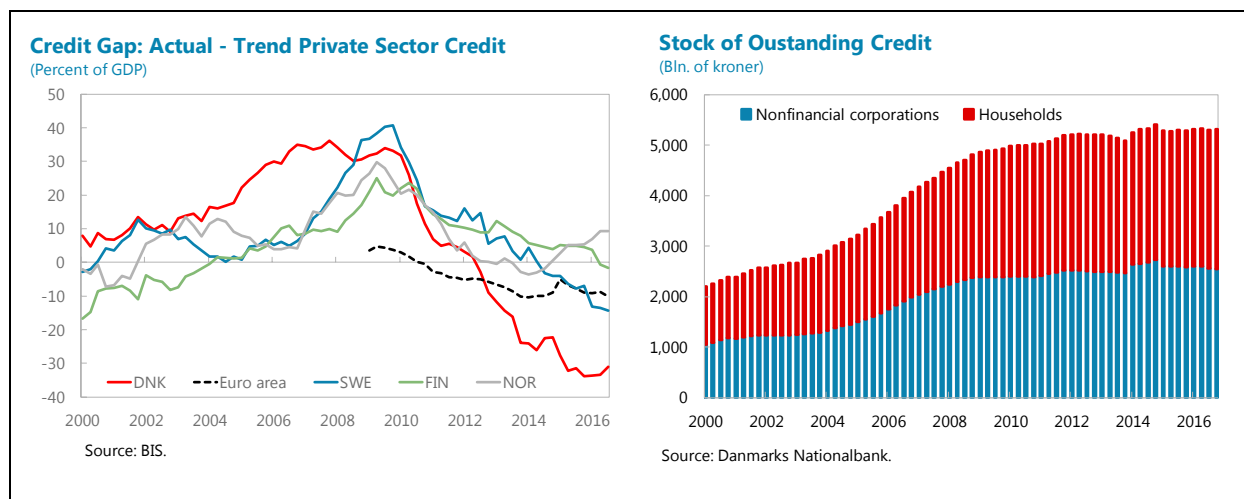 Credit Gap: Actual - Trend Private Sector Credit
(Percent of GDP)
50
40
30
20
10
0
-10
-20
-30
-40
DNK Euro area SWE FIN NOR
2000 2002 2004 2006 2008 2010 2012 2014 2016
Source: BIS.
Stock of Oustanding Credit
(Bln. of kroner)
6,000
5,000
4,000
3,000
2,000
1,000
0
Nonfinancial corporations Households
2000 2002 2004 2006 2008 2010 2012 2014 2016
Source: Danmarks Nationalbank.